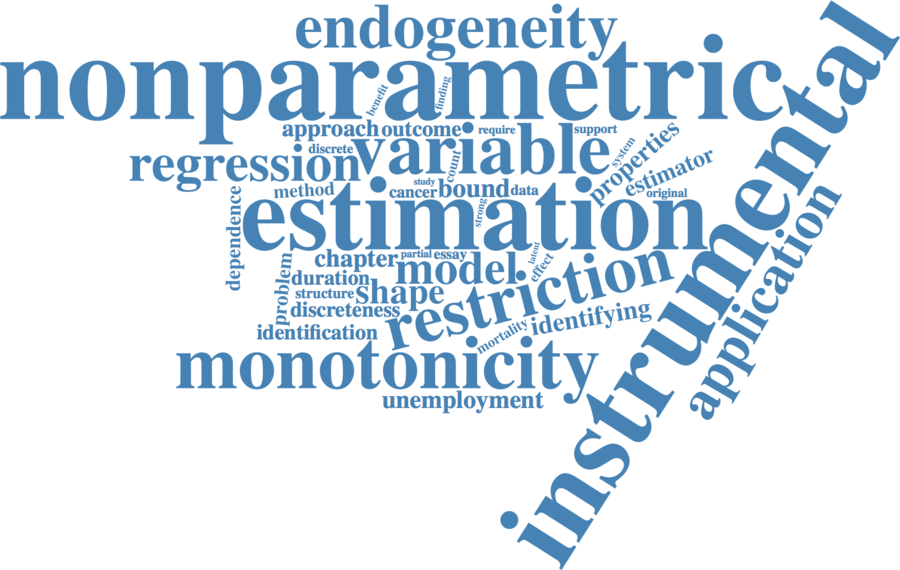 endogeneity
nonparametric
instrumental
benefit
finding
approach
outcome
require
support
discrete
variable
regression
count
system
properties
estimator
method
study
cancer
bound
data
original
dependence
estimation
strong
application
chapter
partial
essay
latent
effect
problem
duration
model
structure
shape
restriction
discreteness
identification
mortality
identifying
monotonicity
unemployment